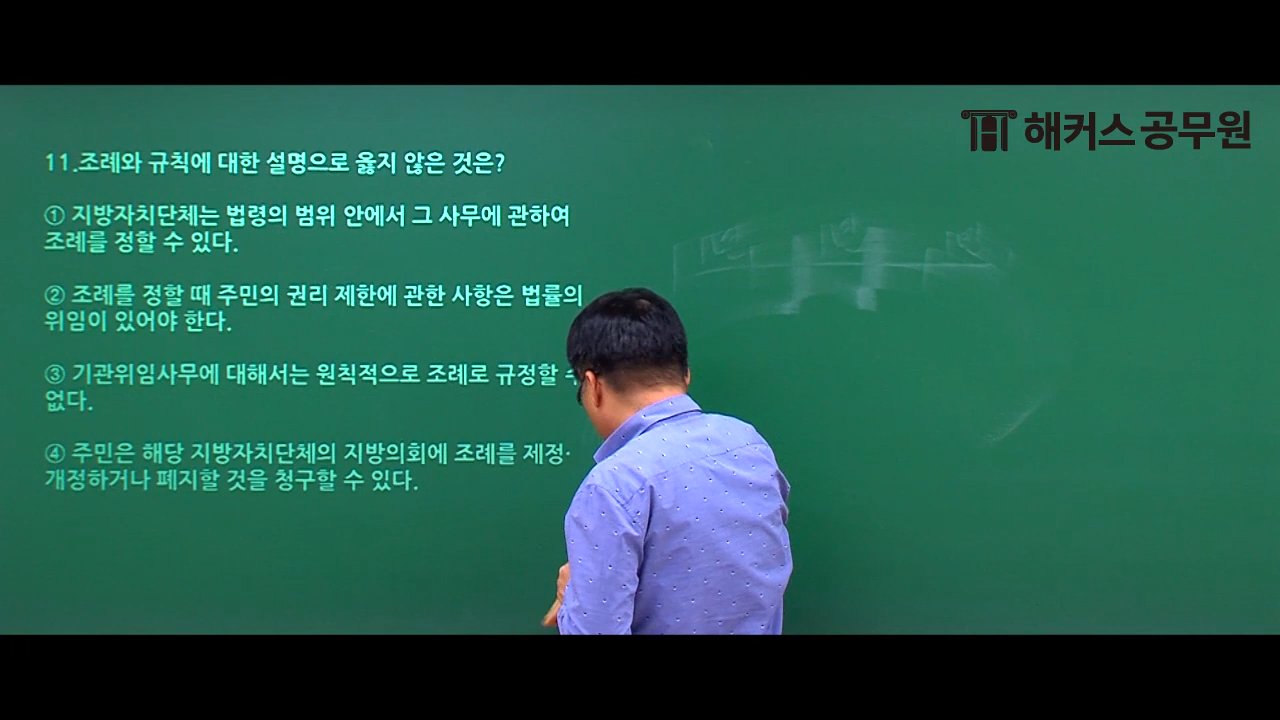 해커스공무원
11.조례와 규칙에 대한 설명으로 옳지 않은 것은?
① 지방자치단체는 법령의 범위 안에서 그 사무에 관하여
조례를 정할 수 있다.
② 조례를 정할 때 주민의 권리 제한에 관한 사항은 법률의
위임이 있어야 한다.
③ 기관위임사무에 대해서는 원칙적으로 조례로 규정할
없다.
④ 주민은 해당 지방자치단체의 지방의회에 조례를 제정·
개정하거나 폐지할 것을 청구할 수 있다.